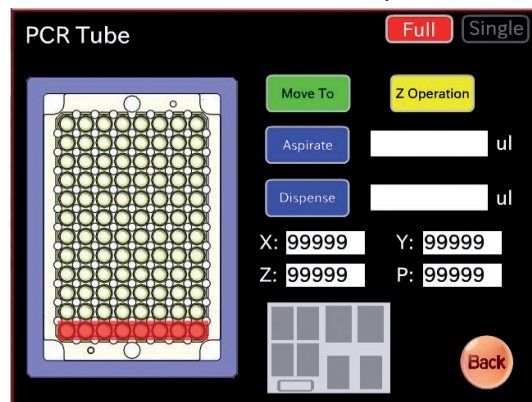 PCR Tube
Full Single
Move To Z Operation
Aspirate ul
Dispense ul
X: 99999 Y: 99999
Z: 99999 P: 99999
Back